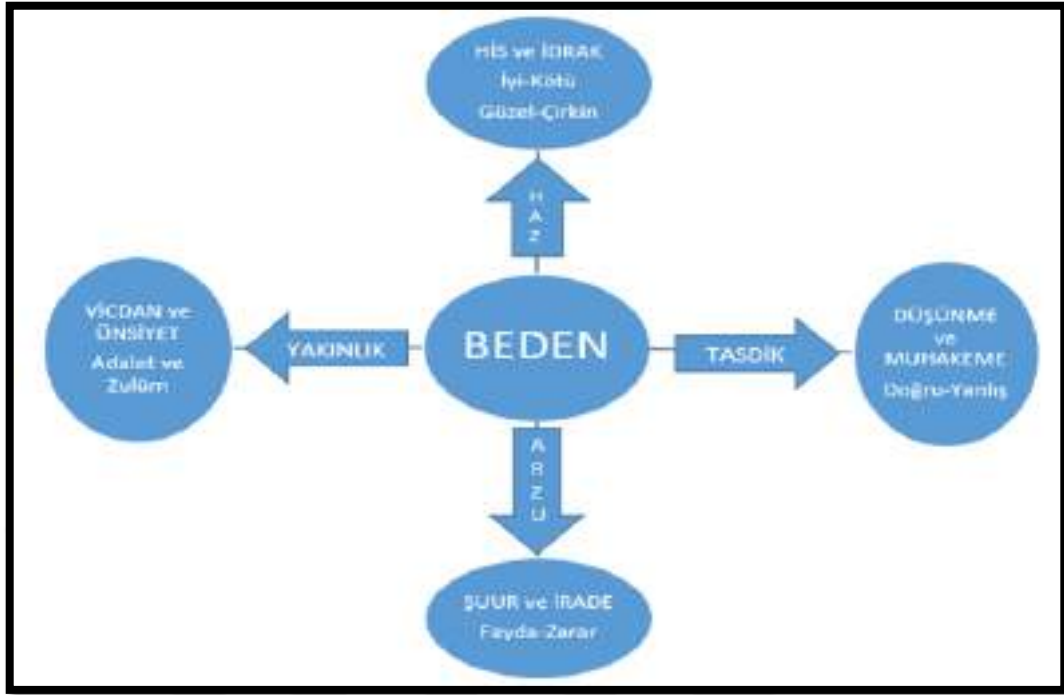 HİS ve İDRAK
İyi-Kötü
Güzel-Çirkin
HAZ
VİCDAN ve
ÜNSİYET
Adalet ve
Zulüm
YAKINLIK
BEDEN
TASDİK
DÜŞÜNME
ve
MUHAKEME
Doğru-Yanlış
ARZU
ŞUUR ve İRADE
Fayda-Zarar